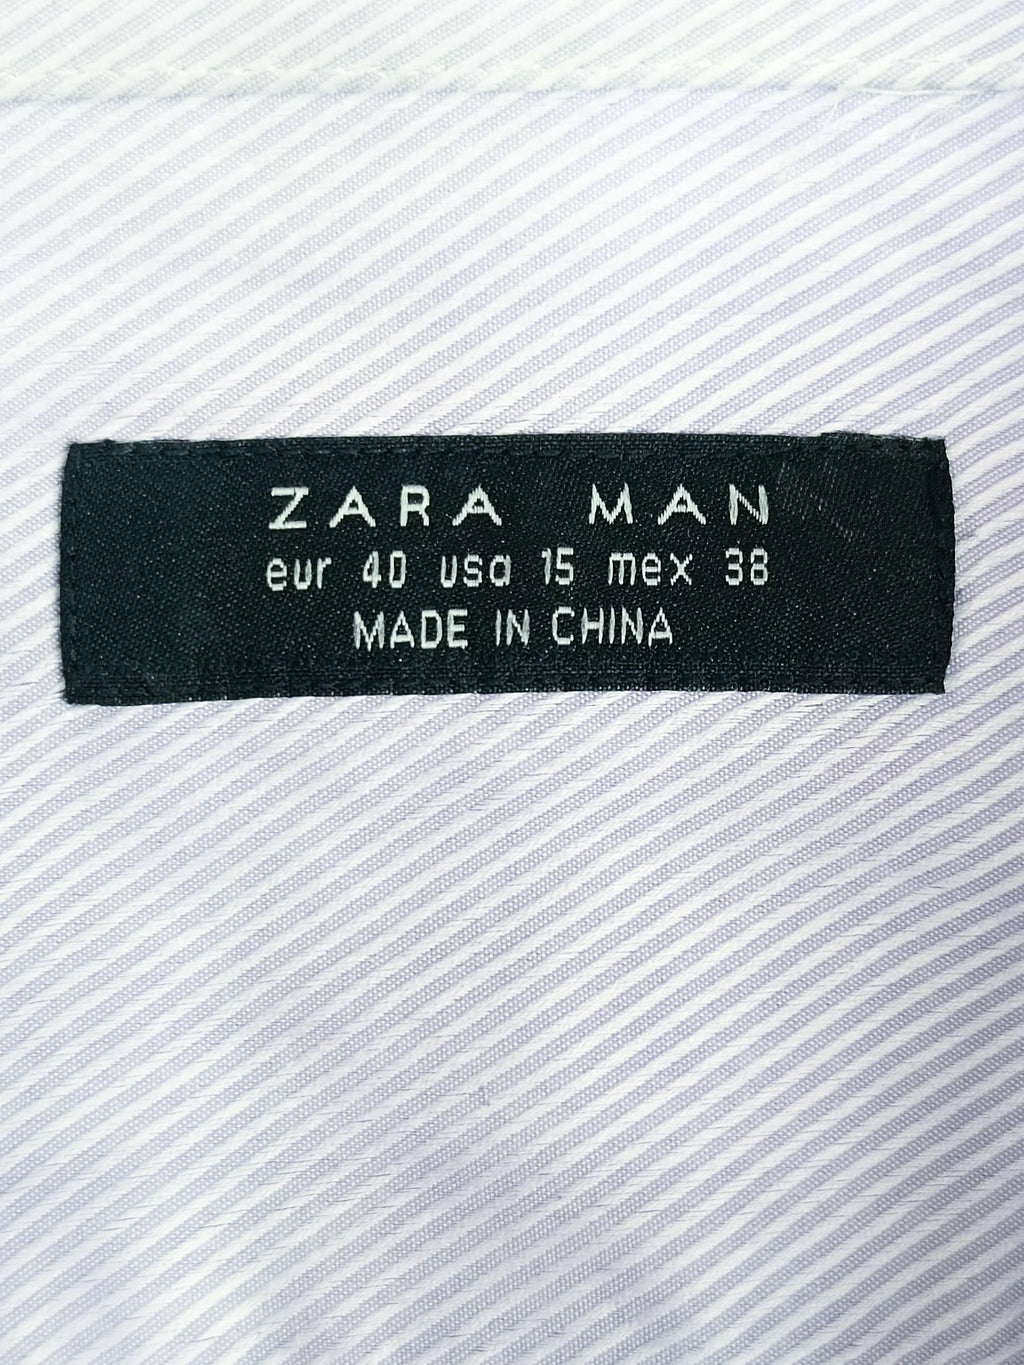 ZARA MAN
eur 40 usa 15 mex 38
MADE IN CHINA